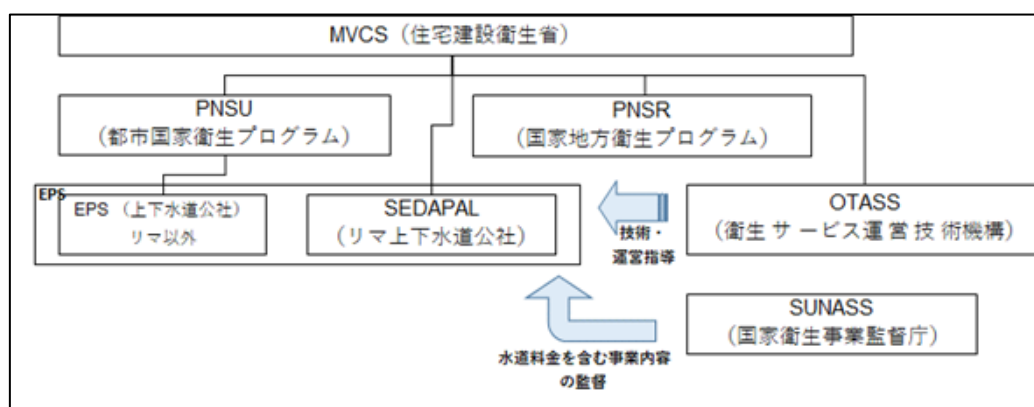 MVCS（住宅建設衛生省）
PNSU
（都市国家衛生プログラム）
PNSR
（国家地方衛生プログラム）
EPS
EPS （上下水道公社）
リマ以外
SEDAPAL
（リマ上下水道公社）
技術・
運営指導
OTASS
（衛生サービス運営技術機構）
SUNASS
（国家衛生事業監督庁）
水道料金を含む事業内容
の監督